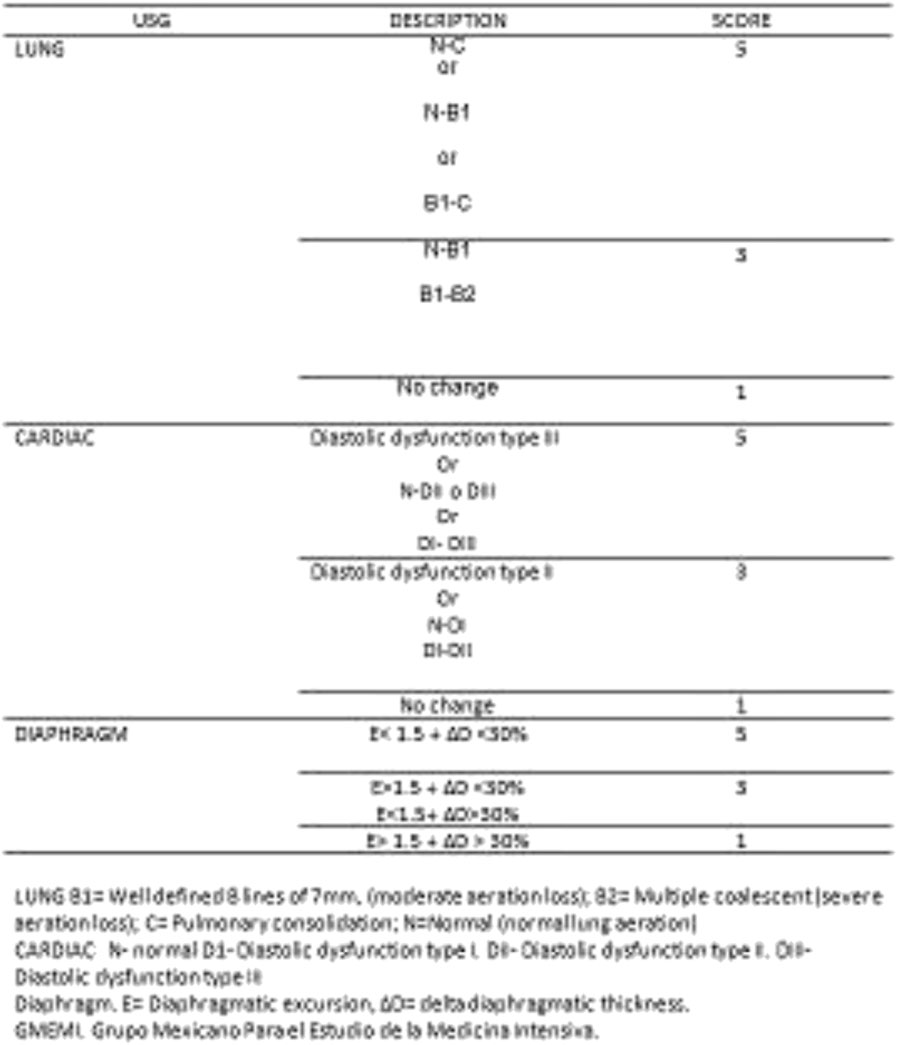 USG DESCRIPTION SCORE
LUNG N-C 5
or
N-B1
or
B1-C
N-B1 3
B1-B2
No change 1
CARDIAC Diastolic dysfunction type III 5
Or
N-DII o DIII
Or
DI- DIII
Diastolic dysfunction type II 3
Or
N-DI
DI-DII
No change 1
DIAPHRAGM E< 1.5 + ΔD <30% 5
E>1.5 + ΔD <30% 3
E<1.5+ ΔD>30%
E> 1.5 + ΔD > 30% 1
LUNG B1= Well defined B lines of 7mm, (moderate aeration loss); B2= Multiple coalescent (severe
aeration loss); C= Pulmonary consolidation; N=Normal (normal lung aeration)
CARDIAC N- normal D1- Diastolic dysfunction type I. DII- Diastolic dysfunction type II. DIII-
Diastolic dysfunction type III
Diaphragm. E= Diaphragmatic excursion, ΔD= delta diaphragmatic thickness.
GMEMI. Grupo Mexicano Para el Estudio de la Medicina Intensiva.